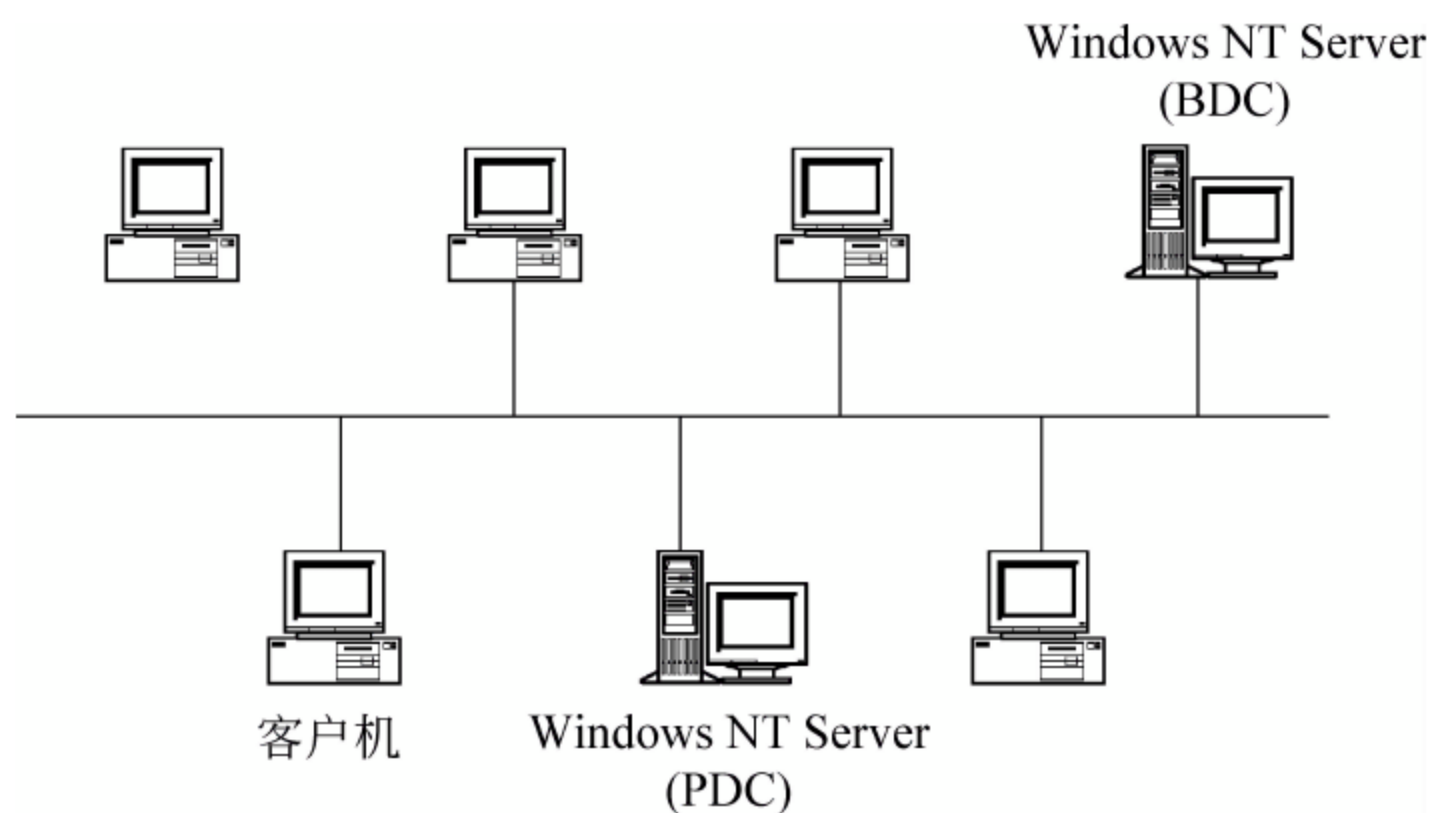 Windows NT Server
(BDC)
客户机
Windows NT Server
(PDC)